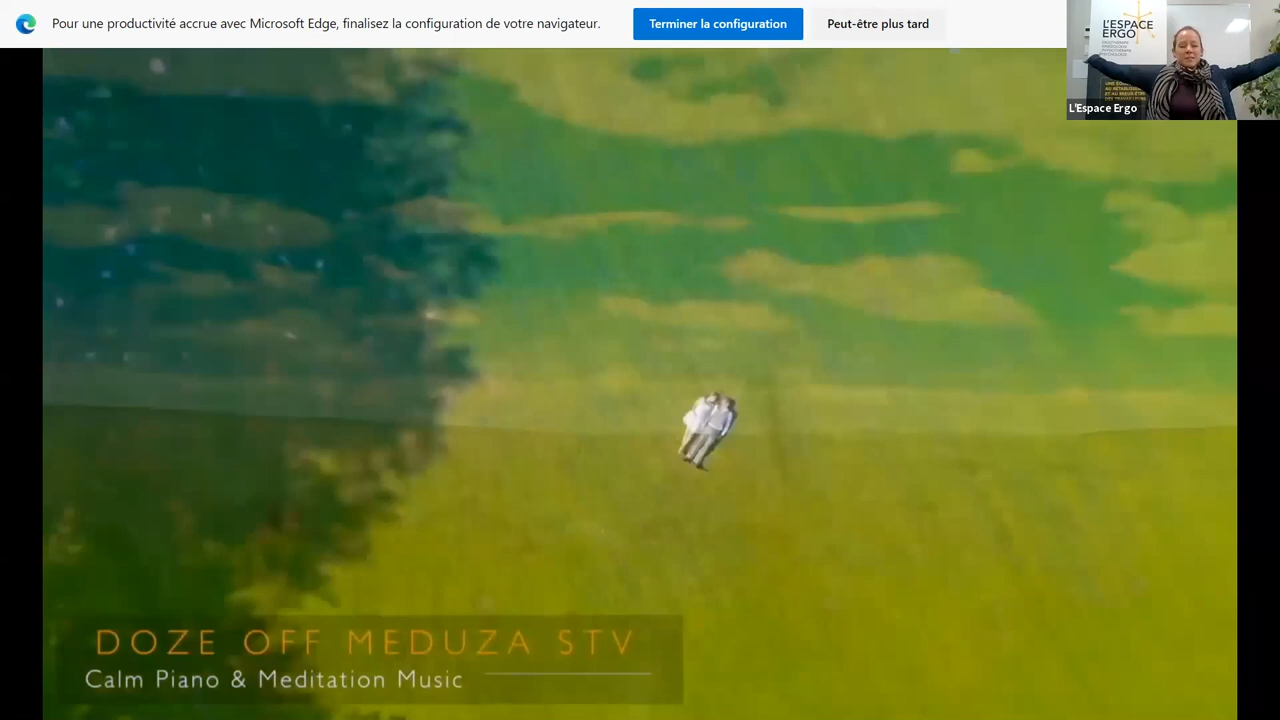 Pour une productivité accrue avec Microsoft Edge, finalisez la configuration de votre navigateur.
Terminer la configuration
Peut-être plus tard
L'ESPACE
ERGO
L'Espace Ergo
DOZE OFF MEDUZA STV
Calm Piano & Meditation Music